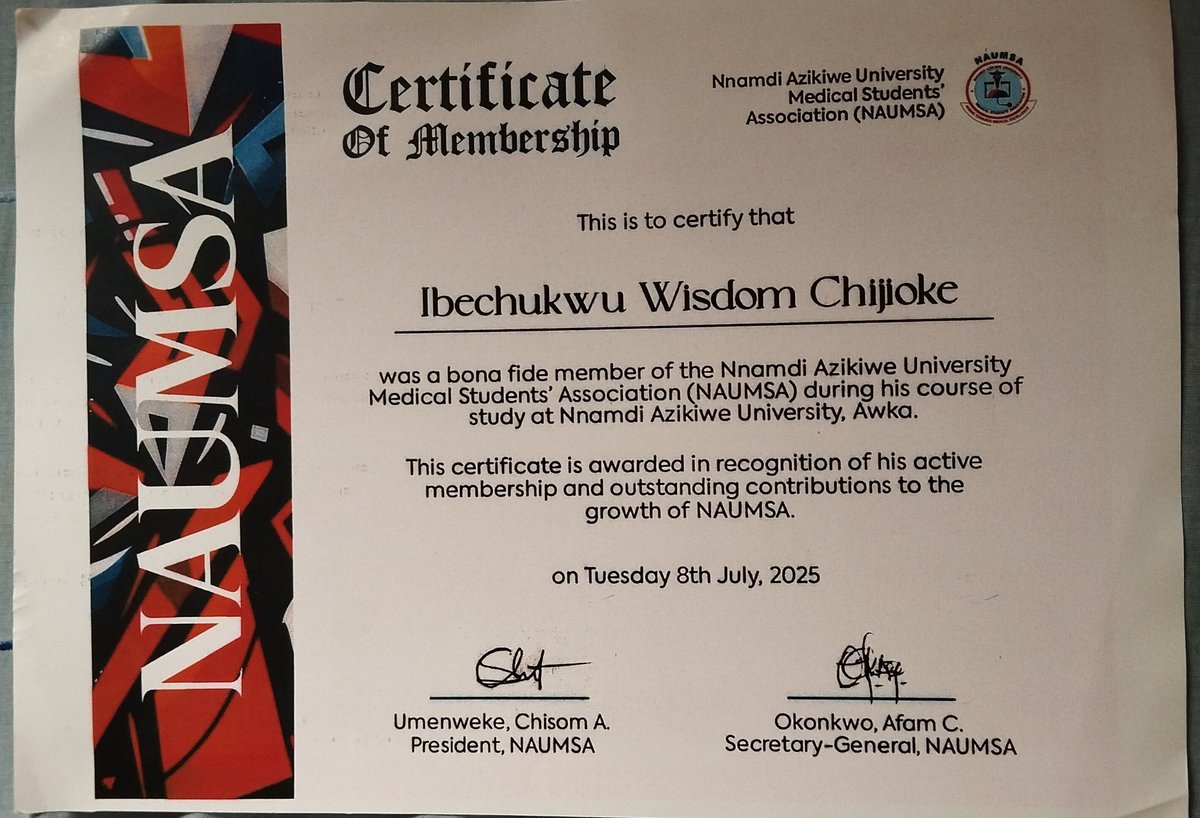 NAUMSA
Certificate
Of Membership
Nnamdi Azikiwe University
Medical Students'
Association (NAUMSA)
NAUMSA
This is to certify that
Ibechukwu Wisdom Chijioke
was a bona fide member of the Nnamdi Azikiwe University
Medical Students' Association (NAUMSA) during his course of
study at Nnamdi Azikiwe University, Awka.
This certificate is awarded in recognition of his active
membership and outstanding contributions to the
growth of NAUMSA.
on Tuesday 8th July, 2025
Umenweke, Chisom A.
President, NAUMSA
Okonkwo, Afam C.
Secretary-General, NAUMSA